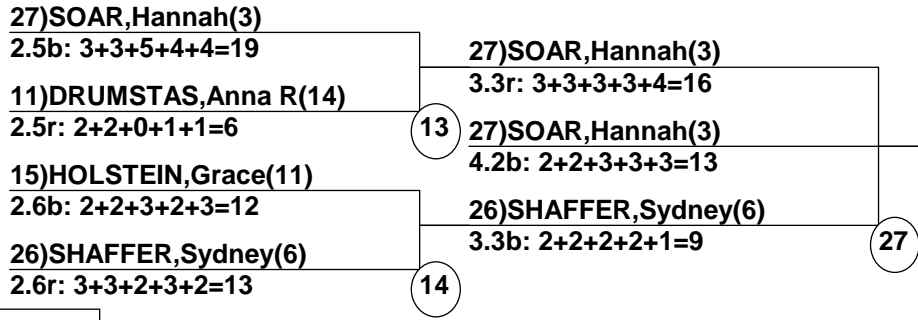 27)SOAR,Hannah(3)
2.5b: 3+3+5+4+4=19
11)DRUMSTAS,Anna R(14)
2.5r: 2+2+0+1+1=6
13
15)HOLSTEIN,Grace(11)
2.6b: 2+2+3+2+3=12
26)SHAFFER,Sydney(6)
2.6r: 3+3+2+3+2=13
14
27)SOAR,Hannah(3)
3.3r: 3+3+3+3+4=16
27)SOAR,Hannah(3)
4.2b: 2+2+3+3+3=13
26)SHAFFER,Sydney(6)
3.3b: 2+2+2+2+1=9
27